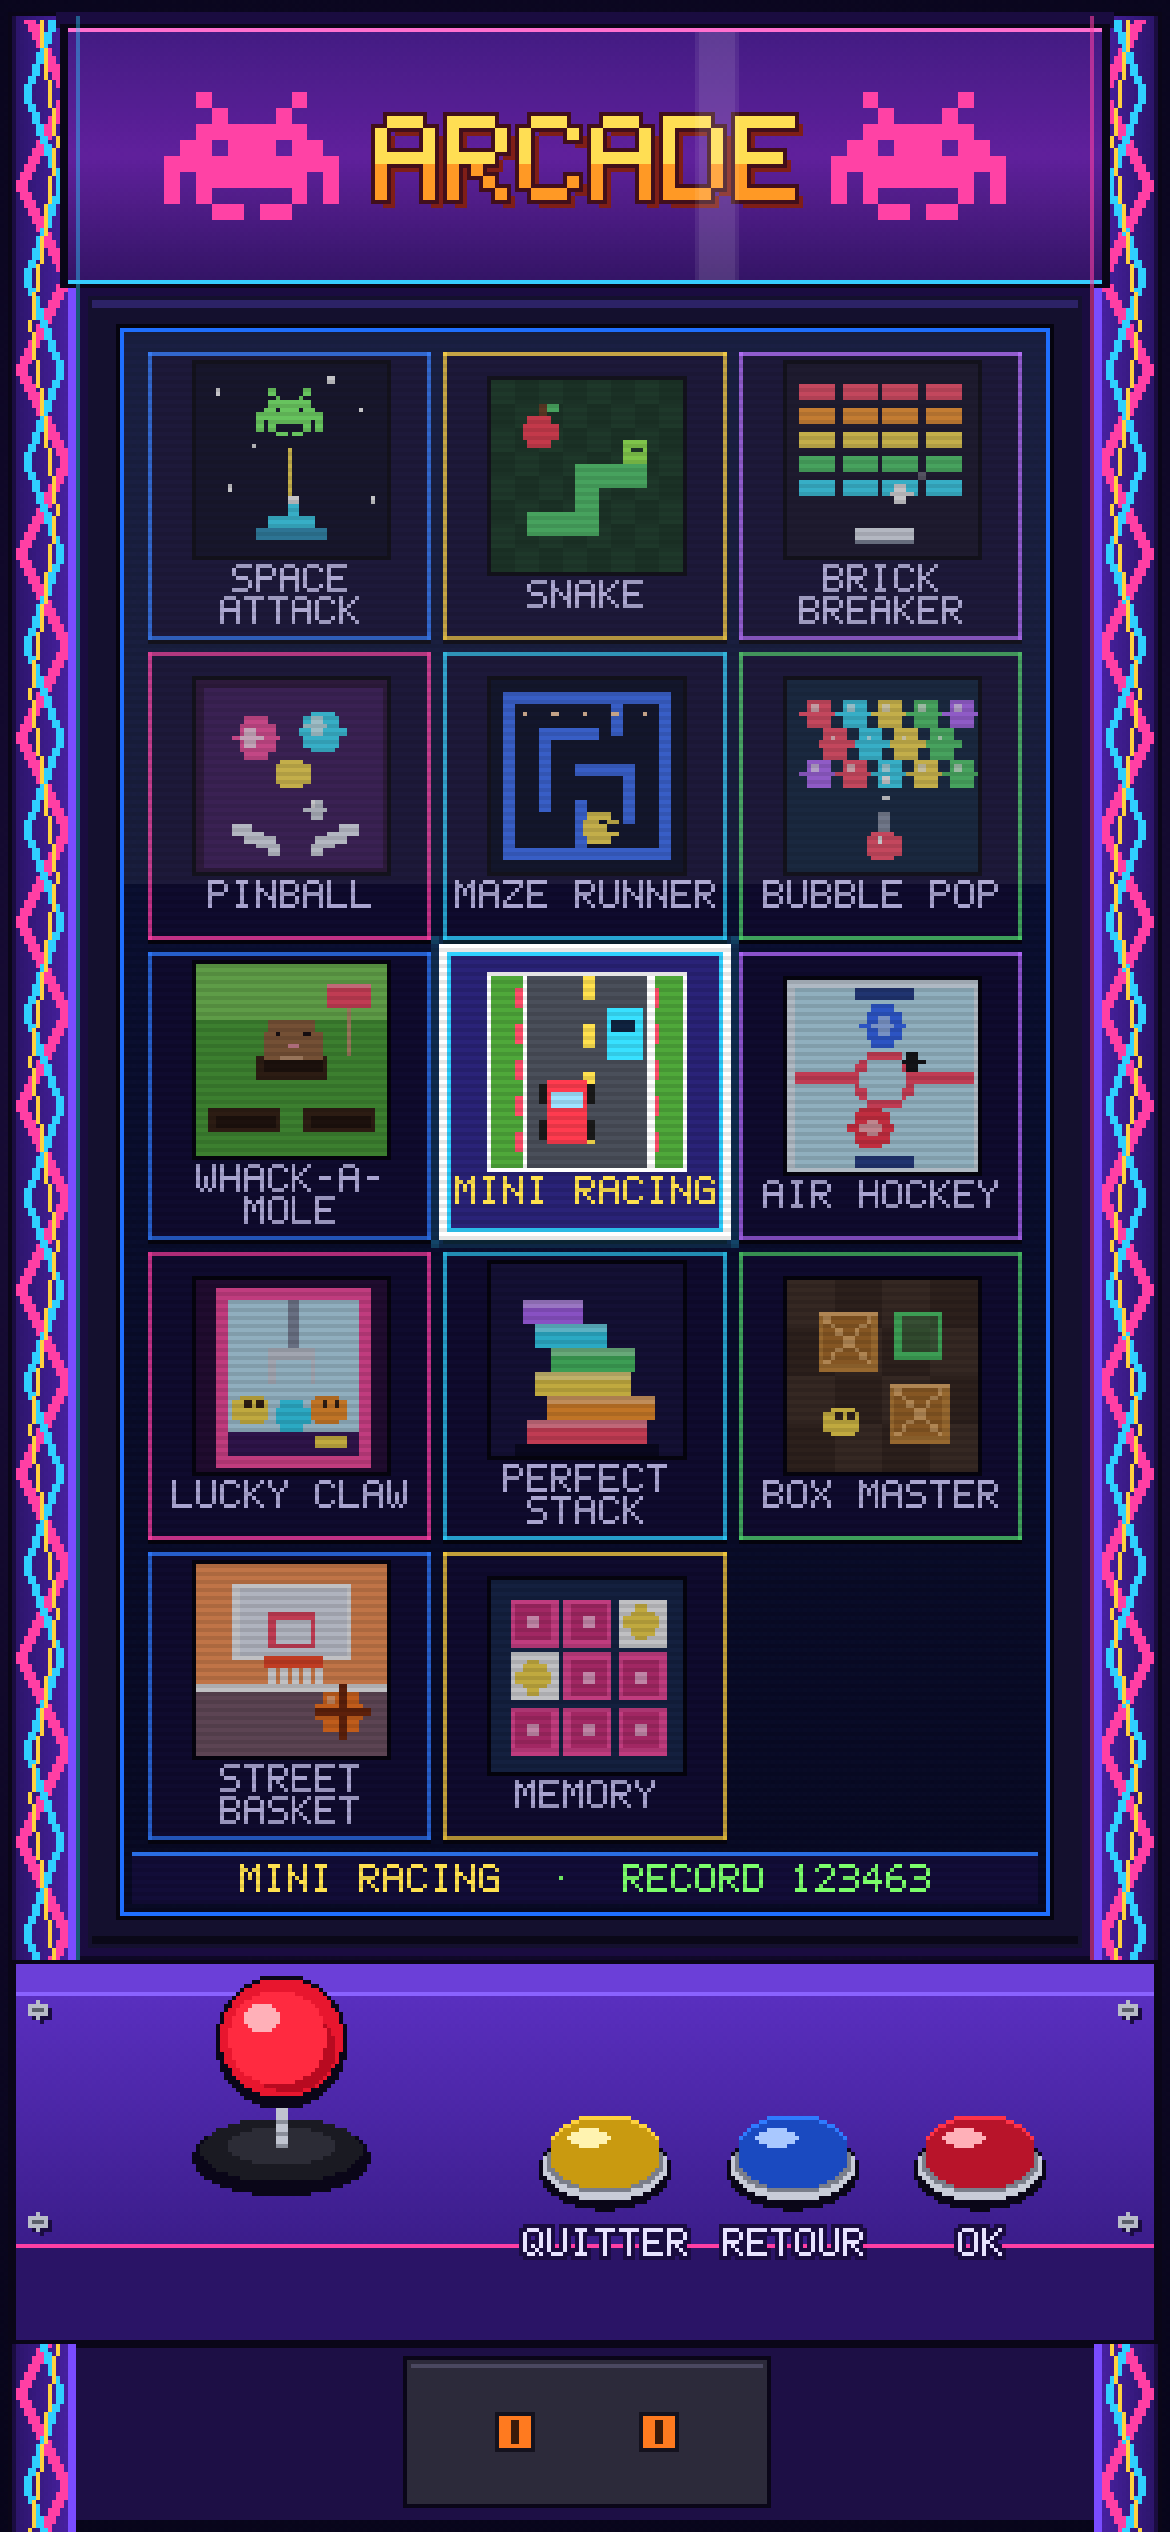 ARCADE
SPACE
ATTACK
SNAKE
BRICK
BREAKER
PINBALL
MAZE RUNNER
BUBBLE POP
WHACK-A-
MOLE
MINI RACING
AIR HOCKEY
LUCKY CLAW
PERFECT
STACK
BOX MASTER
STREET
BASKET
MEMORY
MINI RACING · RECORD 123463
QUITTER RETOUR OK